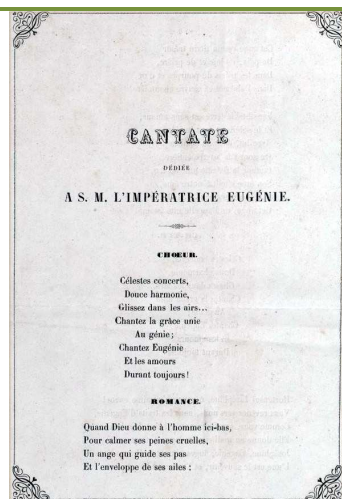 CANTATE
DÉDIÉE
A S. M. L'IMPÉRATRICE EUGÉNIE.
CHOEUR.
Célestes concerts,
Douce harmonie,
Glissez dans les airs...
Chantez la grâce unie
Au génie;
Chantez Eugénie
Et les amours
Durant toujours!
ROMANCE.
Quand Dieu donne à l'homme ici-bas,
Pour calmer ses peines cruelles,
Un ange qui guide ses pas
Et l'enveloppe de ses ailes :